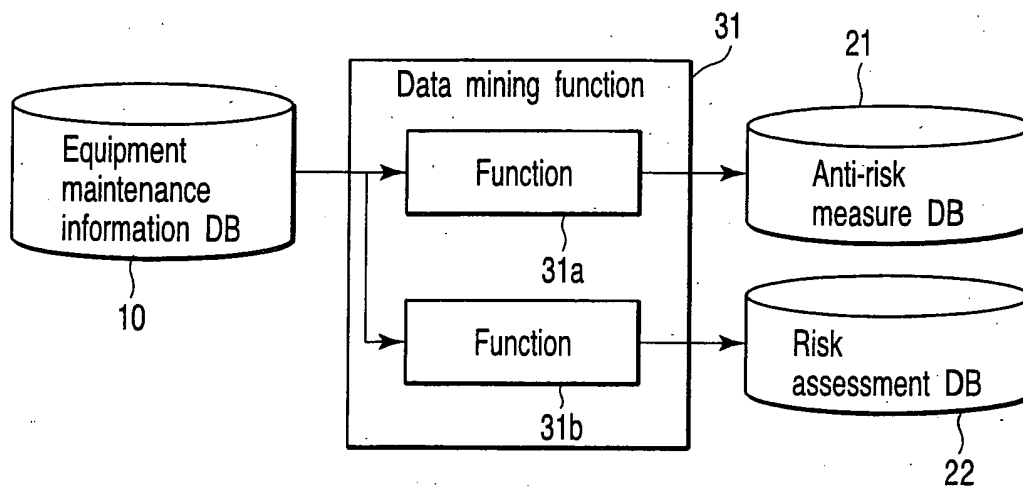 31
21
Data mining function
Equipment
maintenance
information DB
10
Function
31a
Anti-risk
measure DB
Function
31b
Risk
assessment DB
22